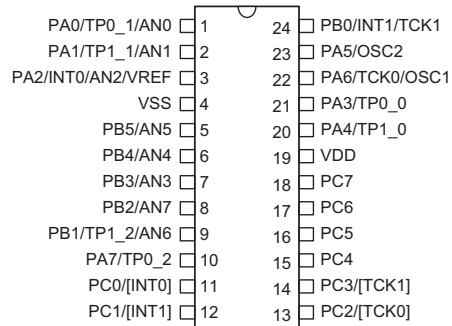 PA0/TP0_1/AN0 1 24 PB0/INT1/TCK1
PA1/TP1_1/AN1 2 23 PA5/OSC2
PA2/INT0/AN2/VREF 3 22 PA6/TCK0/OSC1
VSS 4 21 PA3/TP0_0
PB5/AN5 5 20 PA4/TP1_0
PB4/AN4 6 19 VDD
PB3/AN3 7 18 PC7
PB2/AN7 8 17 PC6
PB1/TP1_2/AN6 9 16 PC5
PA7/TP0_2 10 15 PC4
PC0/[INT0] 11 14 PC3/[TCK1]
PC1/[INT1] 12 13 PC2/[TCK0]